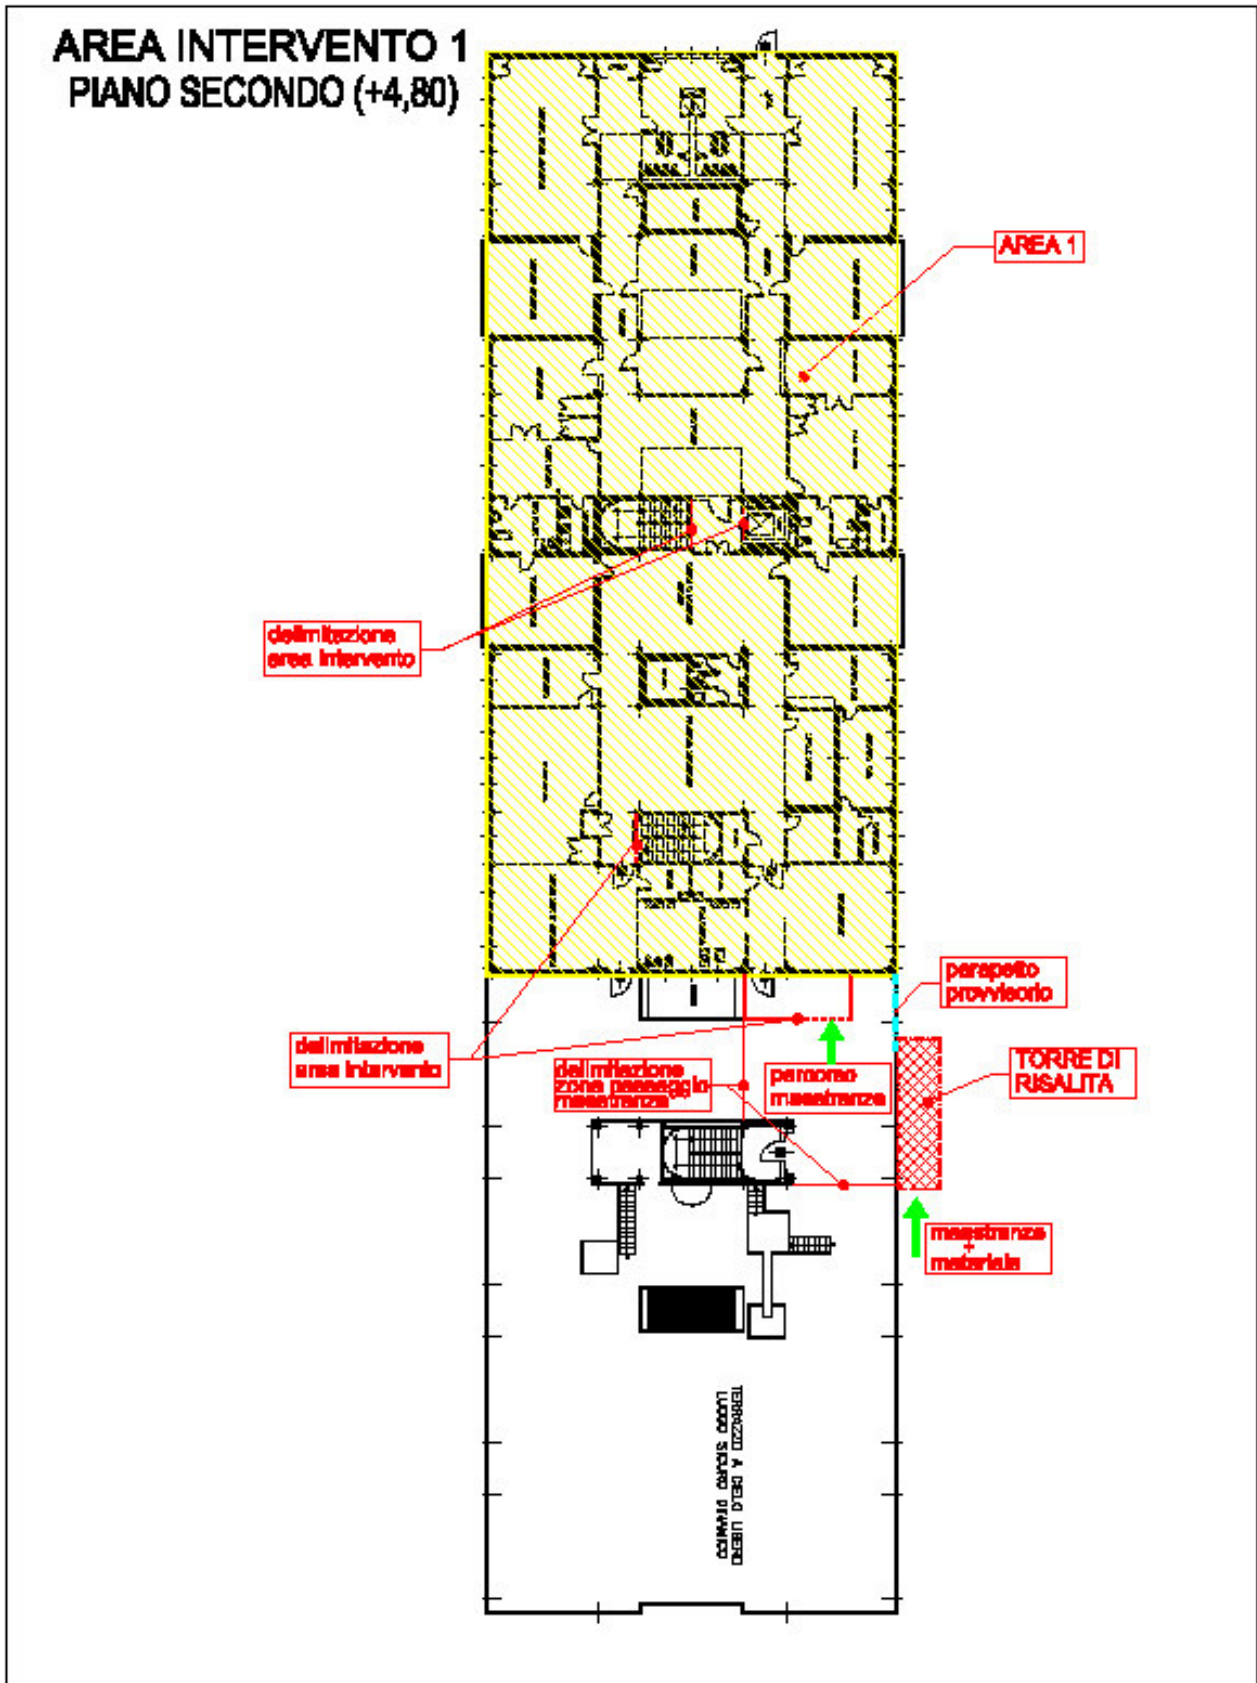 AREA INTERVENTO 1
PIANO SECONDO (+4,80)
AREA 1
delimitazione
area intervento
parapetto
provvisorio
delimitazione
area intervento
delimitazione
zona passaggio
maestranze
percorso
maestranze
TORRE DI
RISALITA
maestranze
+
materiale
TERRAZZO A CIELO LIBERO
LUOGO SICURO DINAMICO